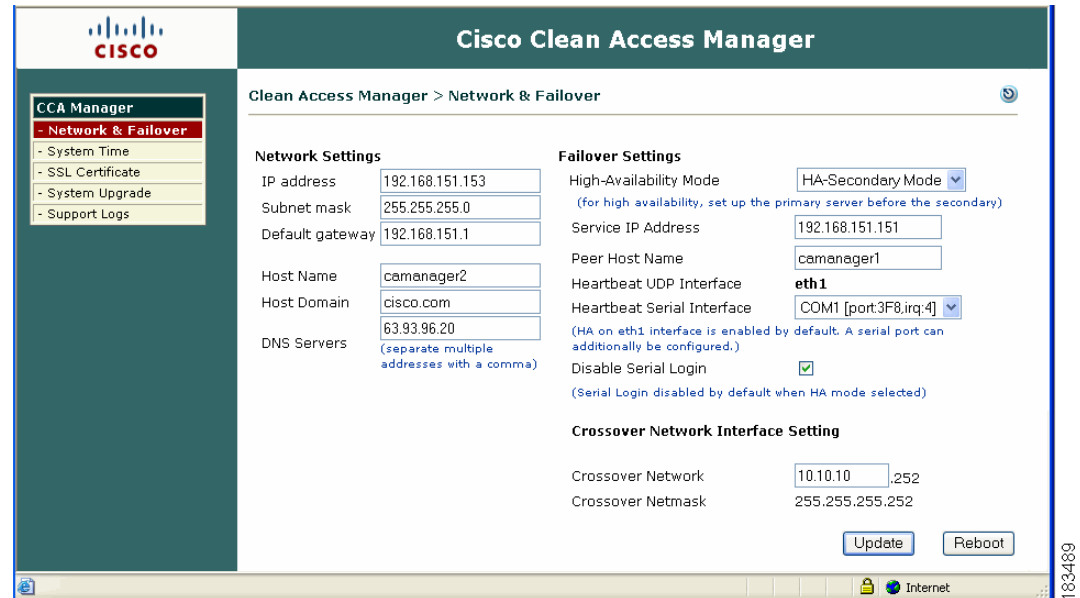 CISCO
Cisco Clean Access Manager
CCA Manager
- Network & Failover
- System Time
- SSL Certificate
- System Upgrade
- Support Logs
Clean Access Manager > Network & Failover
Network Settings
IP address 192.168.151.153
Subnet mask 255.255.255.0
Default gateway 192.168.151.1
Host Name camanager2
Host Domain cisco.com
DNS Servers 63.93.96.20
(separate multiple
addresses with a comma)
Failover Settings
High-Availability Mode HA-Secondary Mode
(for high availability, set up the primary server before the secondary)
Service IP Address 192.168.151.151
Peer Host Name camanager1
Heartbeat UDP Interface eth1
Heartbeat Serial Interface COM1 [port:3F8,irq:4]
(HA on eth1 interface is enabled by default. A serial port can
additionally be configured.)
Disable Serial Login
(Serial Login disabled by default when HA mode selected)
Crossover Network Interface Setting
Crossover Network 10.10.10 .252
Crossover Netmask 255.255.255.252
Update Reboot
Internet
183489